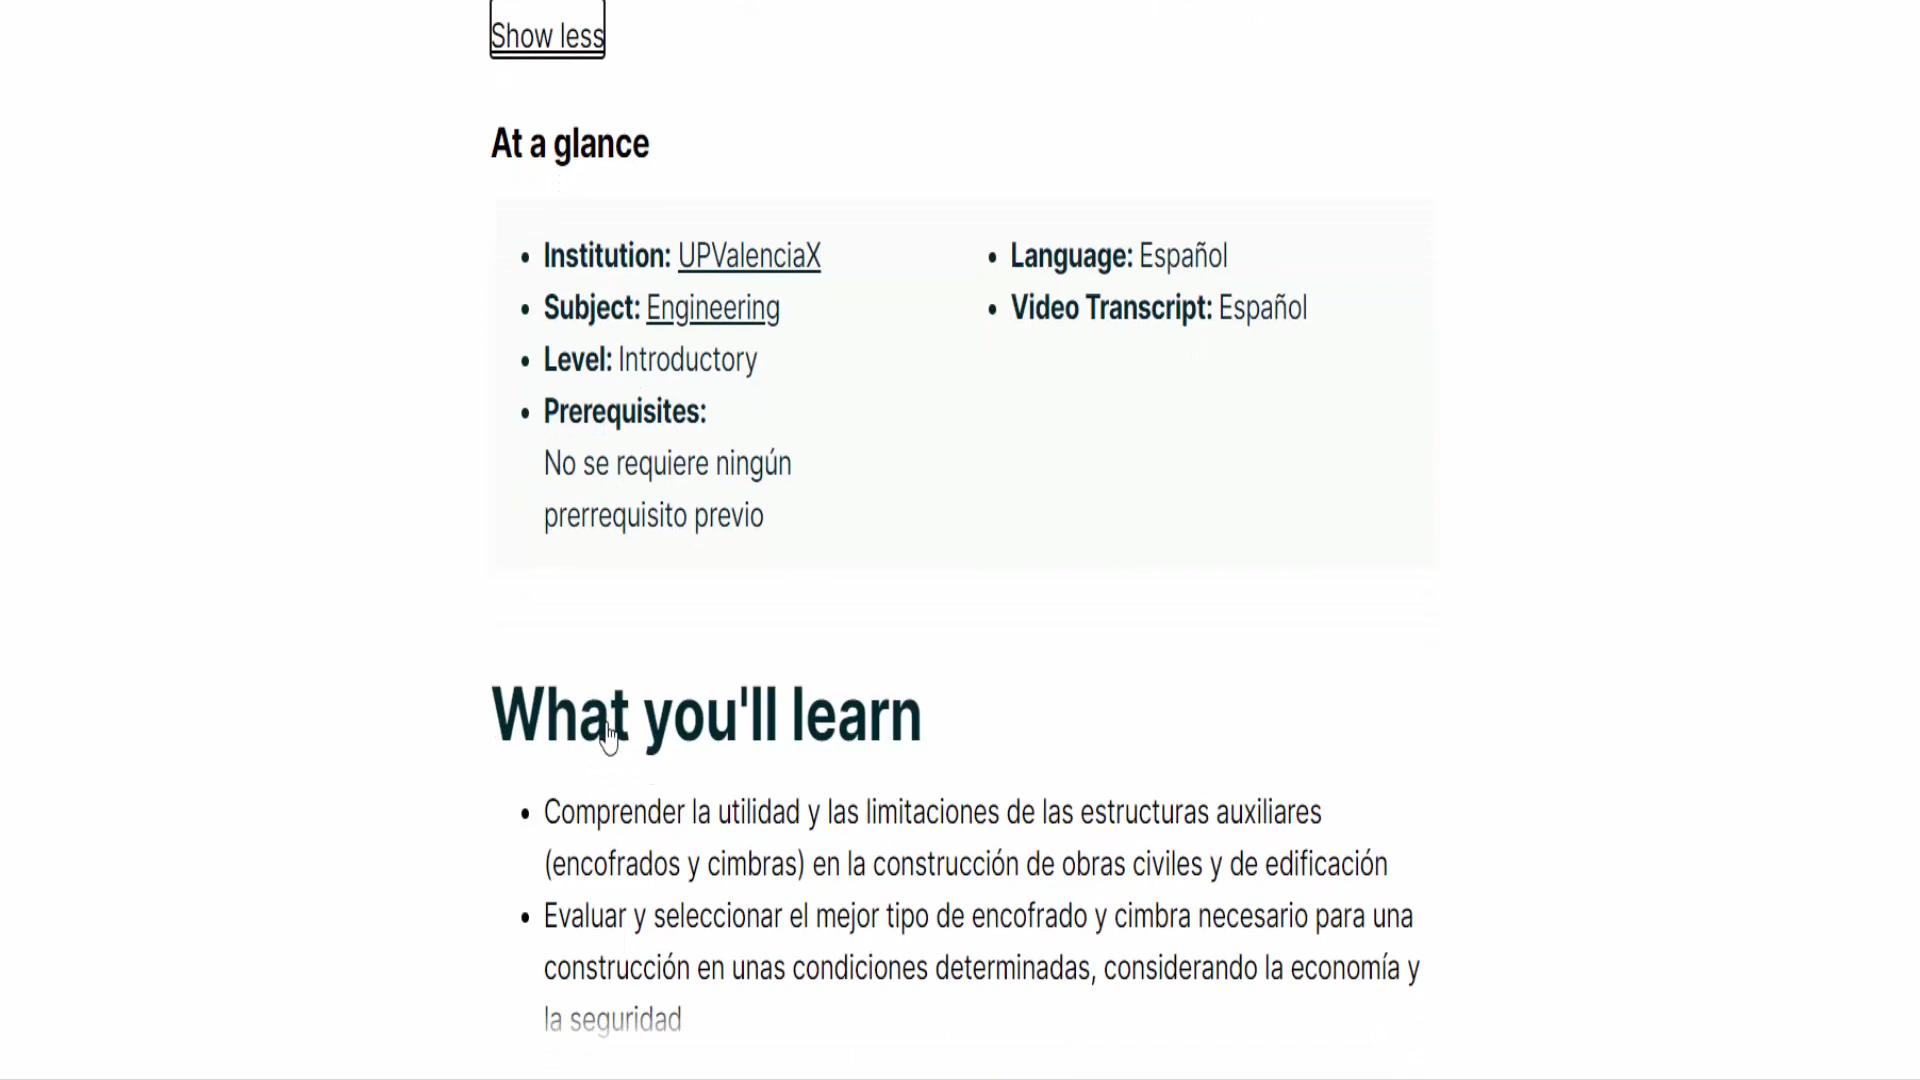 Show less
At a glance
Institution: UPValenciaX
Subject: Engineering
Level: Introductory
Prerequisites:
No se requiere ningún
prerrequisito previo
Language: Español
Video Transcript: Español
What you'll learn
Comprender la utilidad y las limitaciones de las estructuras auxiliares
(encofrados y cimbras) en la construcción de obras civiles y de edificación
Evaluar y seleccionar el mejor tipo de encofrado y cimbra necesario para una
construcción en unas condiciones determinadas, considerando la economía y
la seguridad